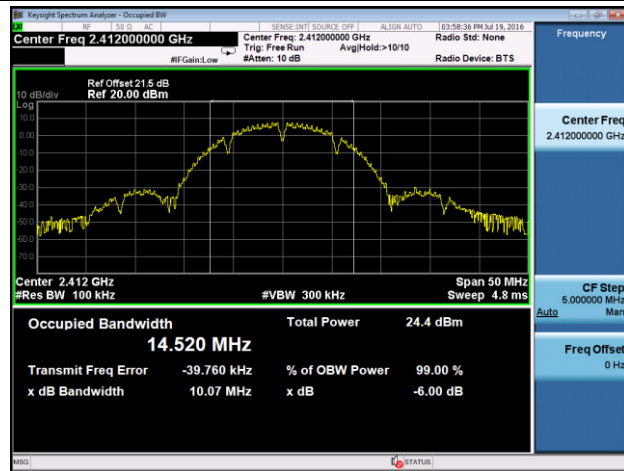 Keysight Spectrum Analyzer - Occupied BW
RF 50 Ω AC SENSE:INT SOURCE OFF ALIGN AUTO 03:58:36 PM Jul 19, 2016
Center Freq 2.412000000 GHz
Center Freq: 2.412000000 GHz
Radio Std: None
Trig: Free Run Avg|Hold:>10/10
#IFGain:Low #Atten: 10 dB Radio Device: BTS
Ref Offset 21.5 dB
10 dB/div Ref 20.00 dBm
Log
10.0
0.00
-10.0
-20.0
-30.0
-40.0
-50.0
-60.0
-70.0
Center 2.412 GHz Span 50 MHz
#Res BW 100 kHz #VBW 300 kHz Sweep 4.8 ms
Occupied Bandwidth Total Power 24.4 dBm
14.520 MHz
Transmit Freq Error -39.760 kHz % of OBW Power 99.00 %
x dB Bandwidth 10.07 MHz x dB -6.00 dB
Frequency
Center Freq
2.412000000 GHz
CF Step
5.000000 MHz
Auto Man
Freq Offset
0 Hz
MSG STATUS